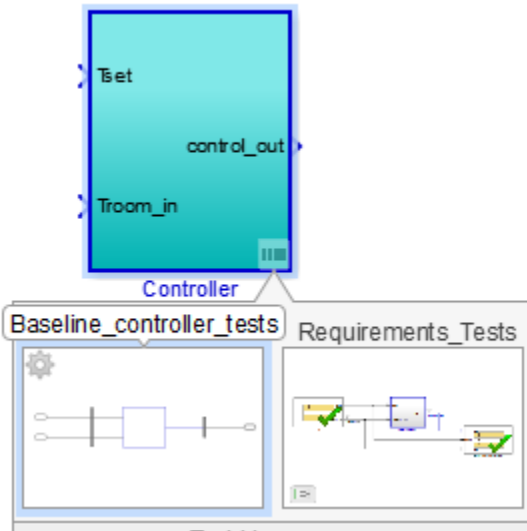 Tset
control_out
Troom_in
Controller
Baseline_controller_tests
Requirements_Tests